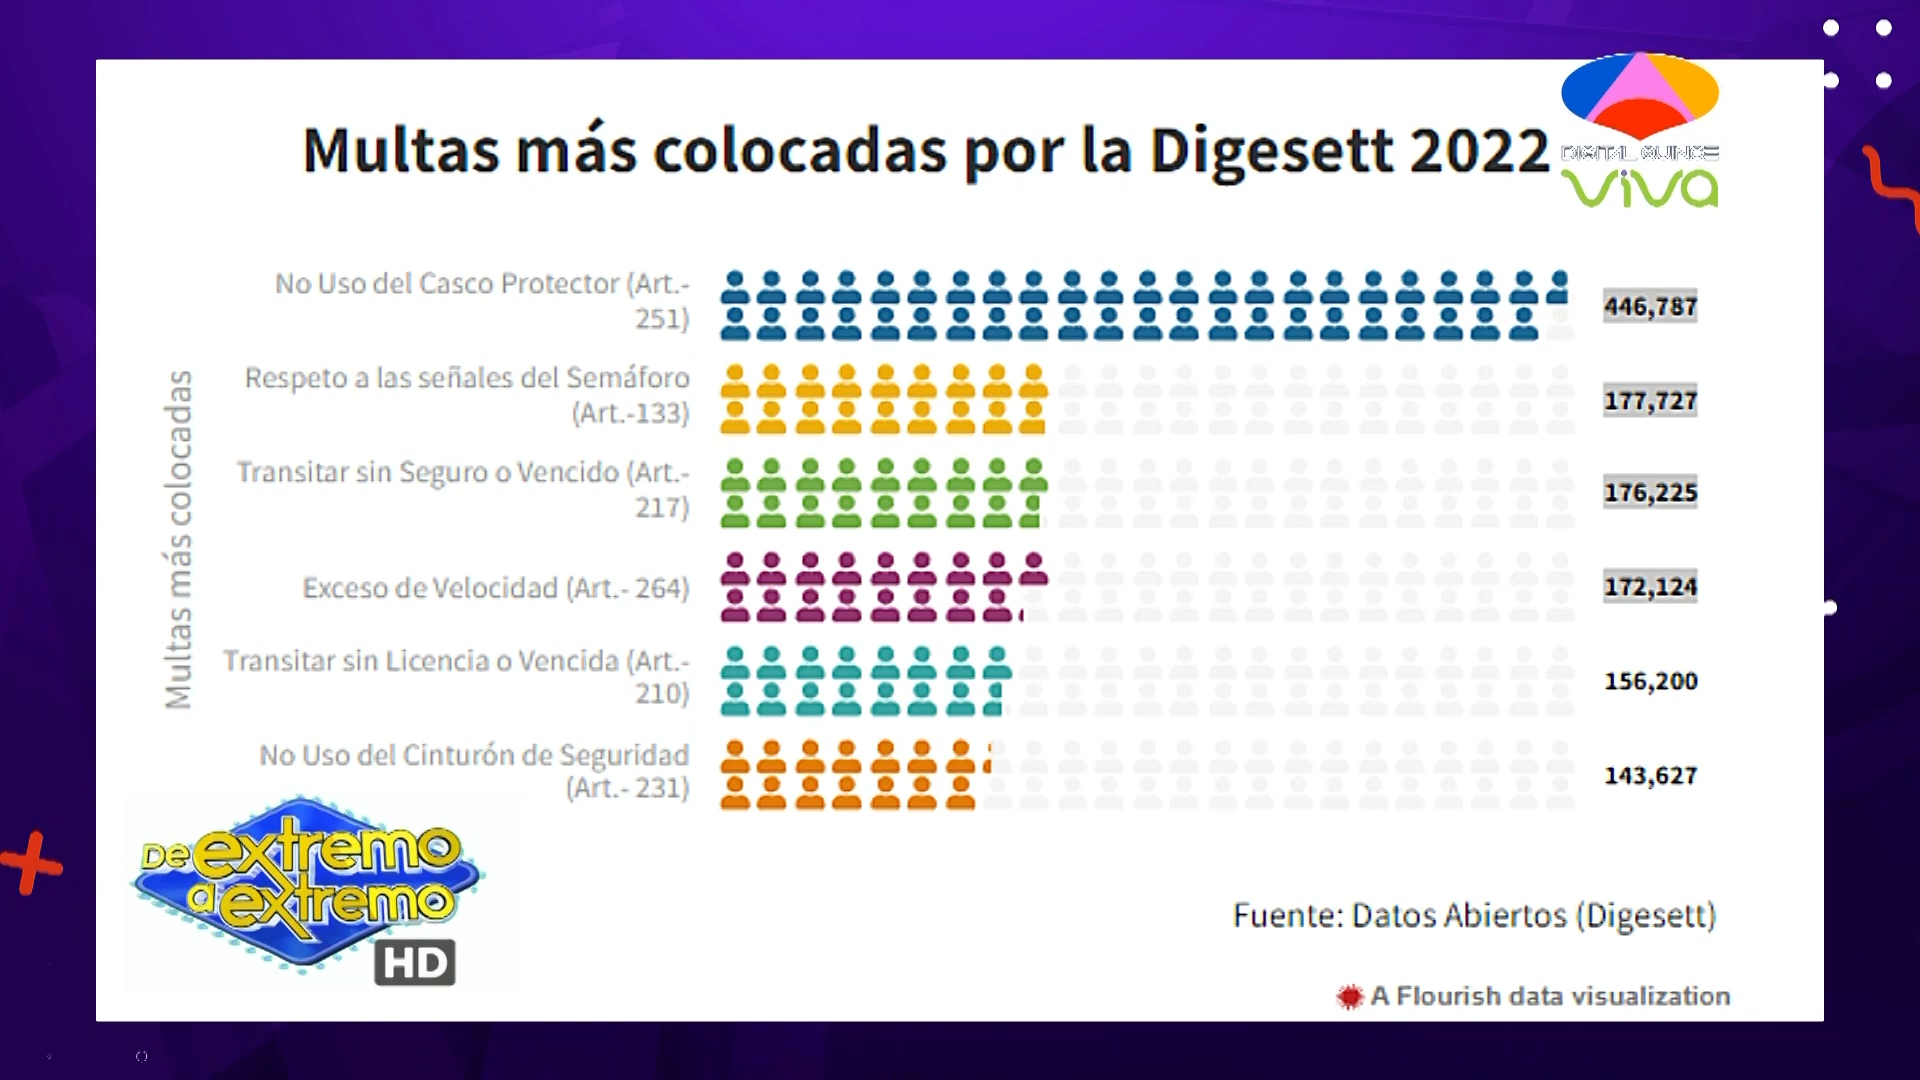 Multas más colocadas por la Digesett 2022
DIGITAL QUINCE
ViVa
Multas más colocadas
No Uso del Casco Protector (Art.-
251)
446,787
Respeto a las señales del Semáforo
(Art.-133)
177,727
Transitar sin Seguro o Vencido (Art.-
217)
176,225
Exceso de Velocidad (Art.- 264)
172,124
Transitar sin Licencia o Vencida (Art.-
210)
156,200
No Uso del Cinturón de Seguridad
(Art.- 231)
143,627
De extremo
a extremo
HD
Fuente: Datos Abiertos (Digesett)
A Flourish data visualization